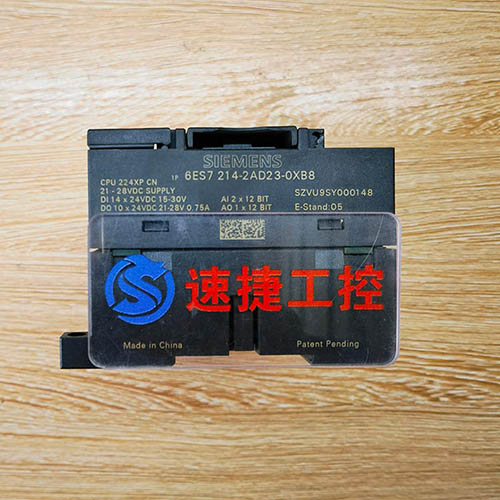 SIEMENS
1P 6ES7 214-2AD23-0XB8
CPU 224XP CN
21 - 28VDC SUPPLY
DI 14 x 24VDC 15-30V
DO 10 x 24VDC 21-28V 0.75A
AI 2 x 12 BIT
AO 1 x 12 BIT
SZVU9SY000148
E-Stand:05
速捷工控
Made in China
Patent Pending